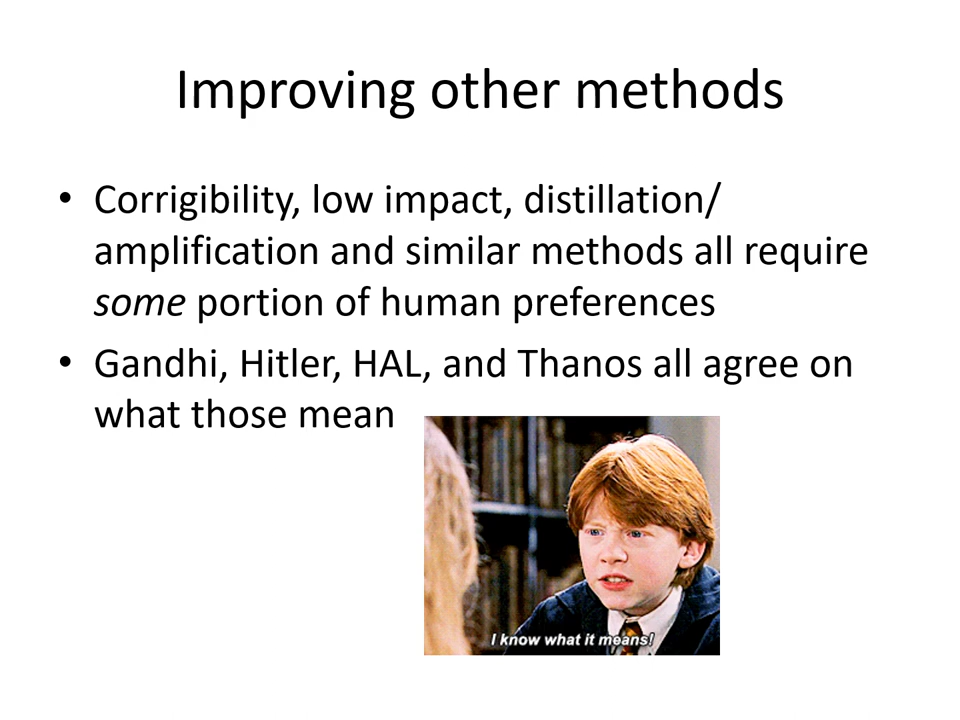 Improving other methods
• Corrigibility, low impact, distillation/
amplification and similar methods all require
some portion of human preferences
• Gandhi, Hitler, HAL, and Thanos all agree on
what those mean
I know what it means!